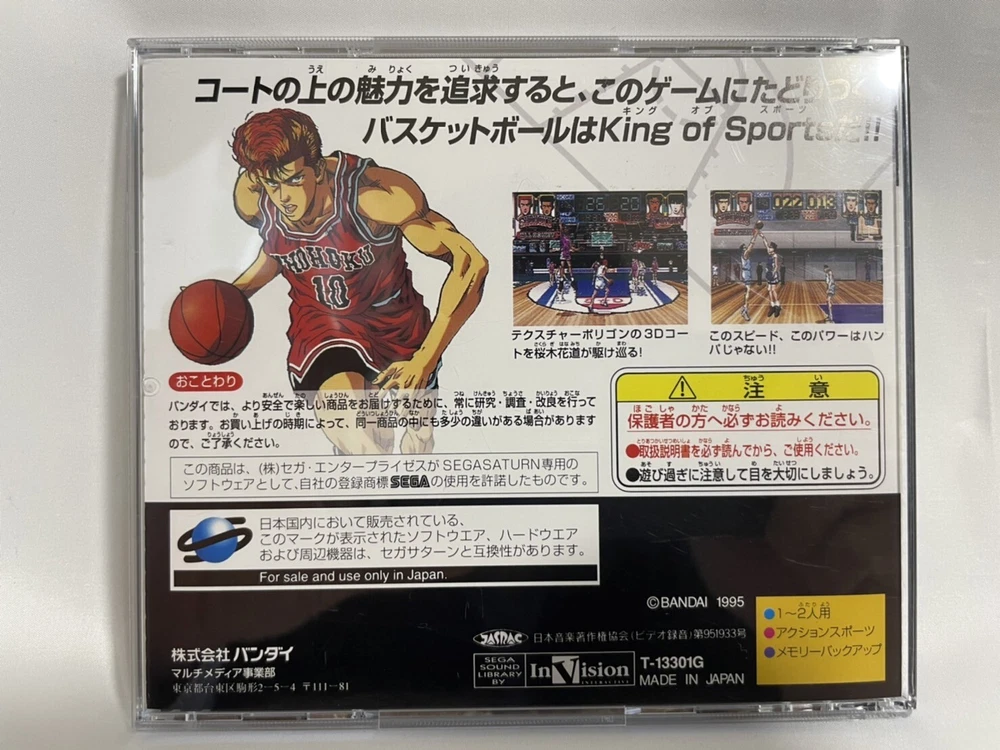 コートの上の魅力を追求すると、このゲームにたど
バスケットボールはKing of Sportsだ!!
NOHOKU
10
26 20
022 013
テクスチャーポリゴンの3Dコー
トを桜木花道が駆け巡る!
このスピード、このパワーはハン
パじゃない!!
おことわり
バンダイでは、より安全で楽しい商品をお届けするために、常に研究・調査・改良を行って
おります。お買い上げの時期によって、同一商品の中にも多少の違いがある場合があります
ので、ご了承ください。
注意
保護者の方へ必ずお読みください。
●取扱説明書を必ず読んでから、ご使用ください。
●遊び過ぎに注意して目を大切にしましょう。
この商品は、(株)セガ・エンタープライゼスがSEGASATURN専用の
ソフトウェアとして、自社の登録商標SEGAの使用を許諾したものです。
日本国内において販売されている、
このマークが表示されたソフトウエア、ハードウエア
および周辺機器は、セガサターンと互換性があります。
For sale and use only in Japan.
©BANDAI 1995
JASRAC 日本音楽著作権協会(ビデオ録音)第951933号
SEGA SOUND LIBRARY BY InVision INTERACTIVE
T-13301G
MADE IN JAPAN
●1〜2人用
●アクションスポーツ
●メモリーバックアップ
株式会社 バンダイ
マルチメディア事業部
東京都台東区駒形2-5-4 〒111-81